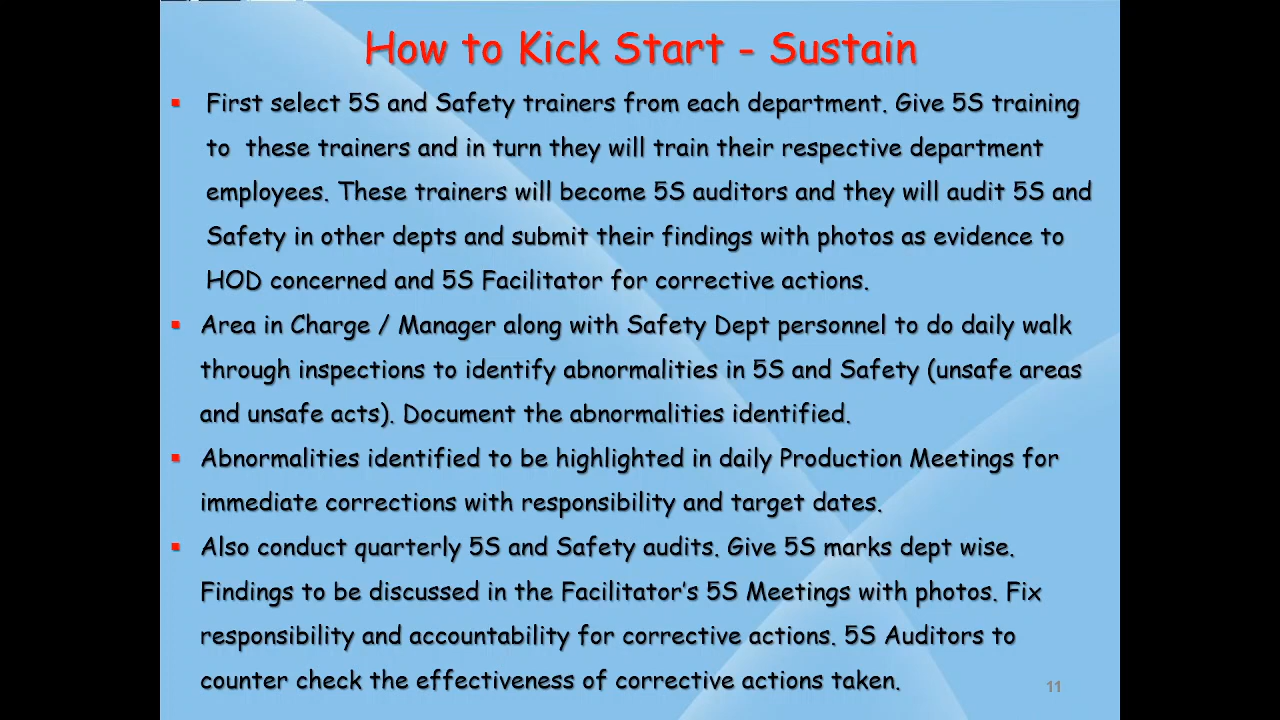 How to Kick Start - Sustain
▪ First select 5S and Safety trainers from each department. Give 5S training
to these trainers and in turn they will train their respective department
employees. These trainers will become 5S auditors and they will audit 5S and
Safety in other depts and submit their findings with photos as evidence to
HOD concerned and 5S Facilitator for corrective actions.
▪ Area in Charge / Manager along with Safety Dept personnel to do daily walk
through inspections to identify abnormalities in 5S and Safety (unsafe areas
and unsafe acts). Document the abnormalities identified.
▪ Abnormalities identified to be highlighted in daily Production Meetings for
immediate corrections with responsibility and target dates.
▪ Also conduct quarterly 5S and Safety audits. Give 5S marks dept wise.
Findings to be discussed in the Facilitator's 5S Meetings with photos. Fix
responsibility and accountability for corrective actions. 5S Auditors to
counter check the effectiveness of corrective actions taken.
11